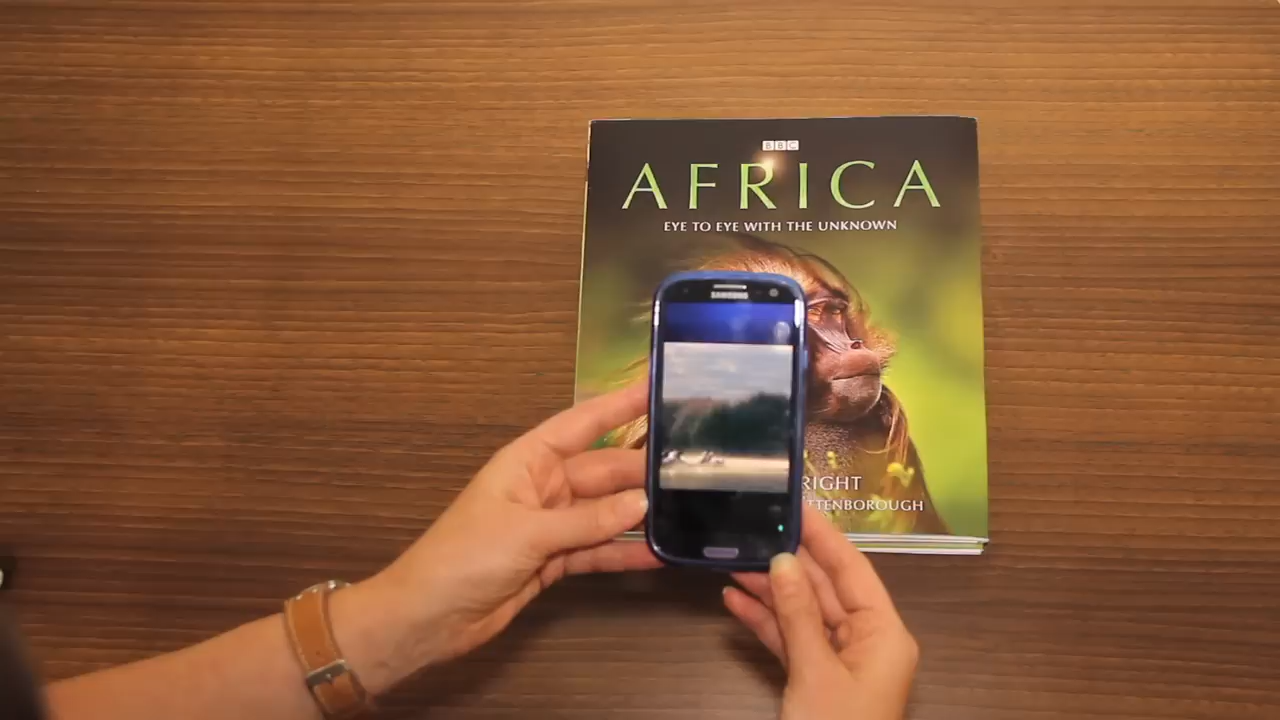 BBC
AFRICA
EYE TO EYE WITH THE UNKNOWN
SAMSUNG
RIGHT
TTENBOROUGH